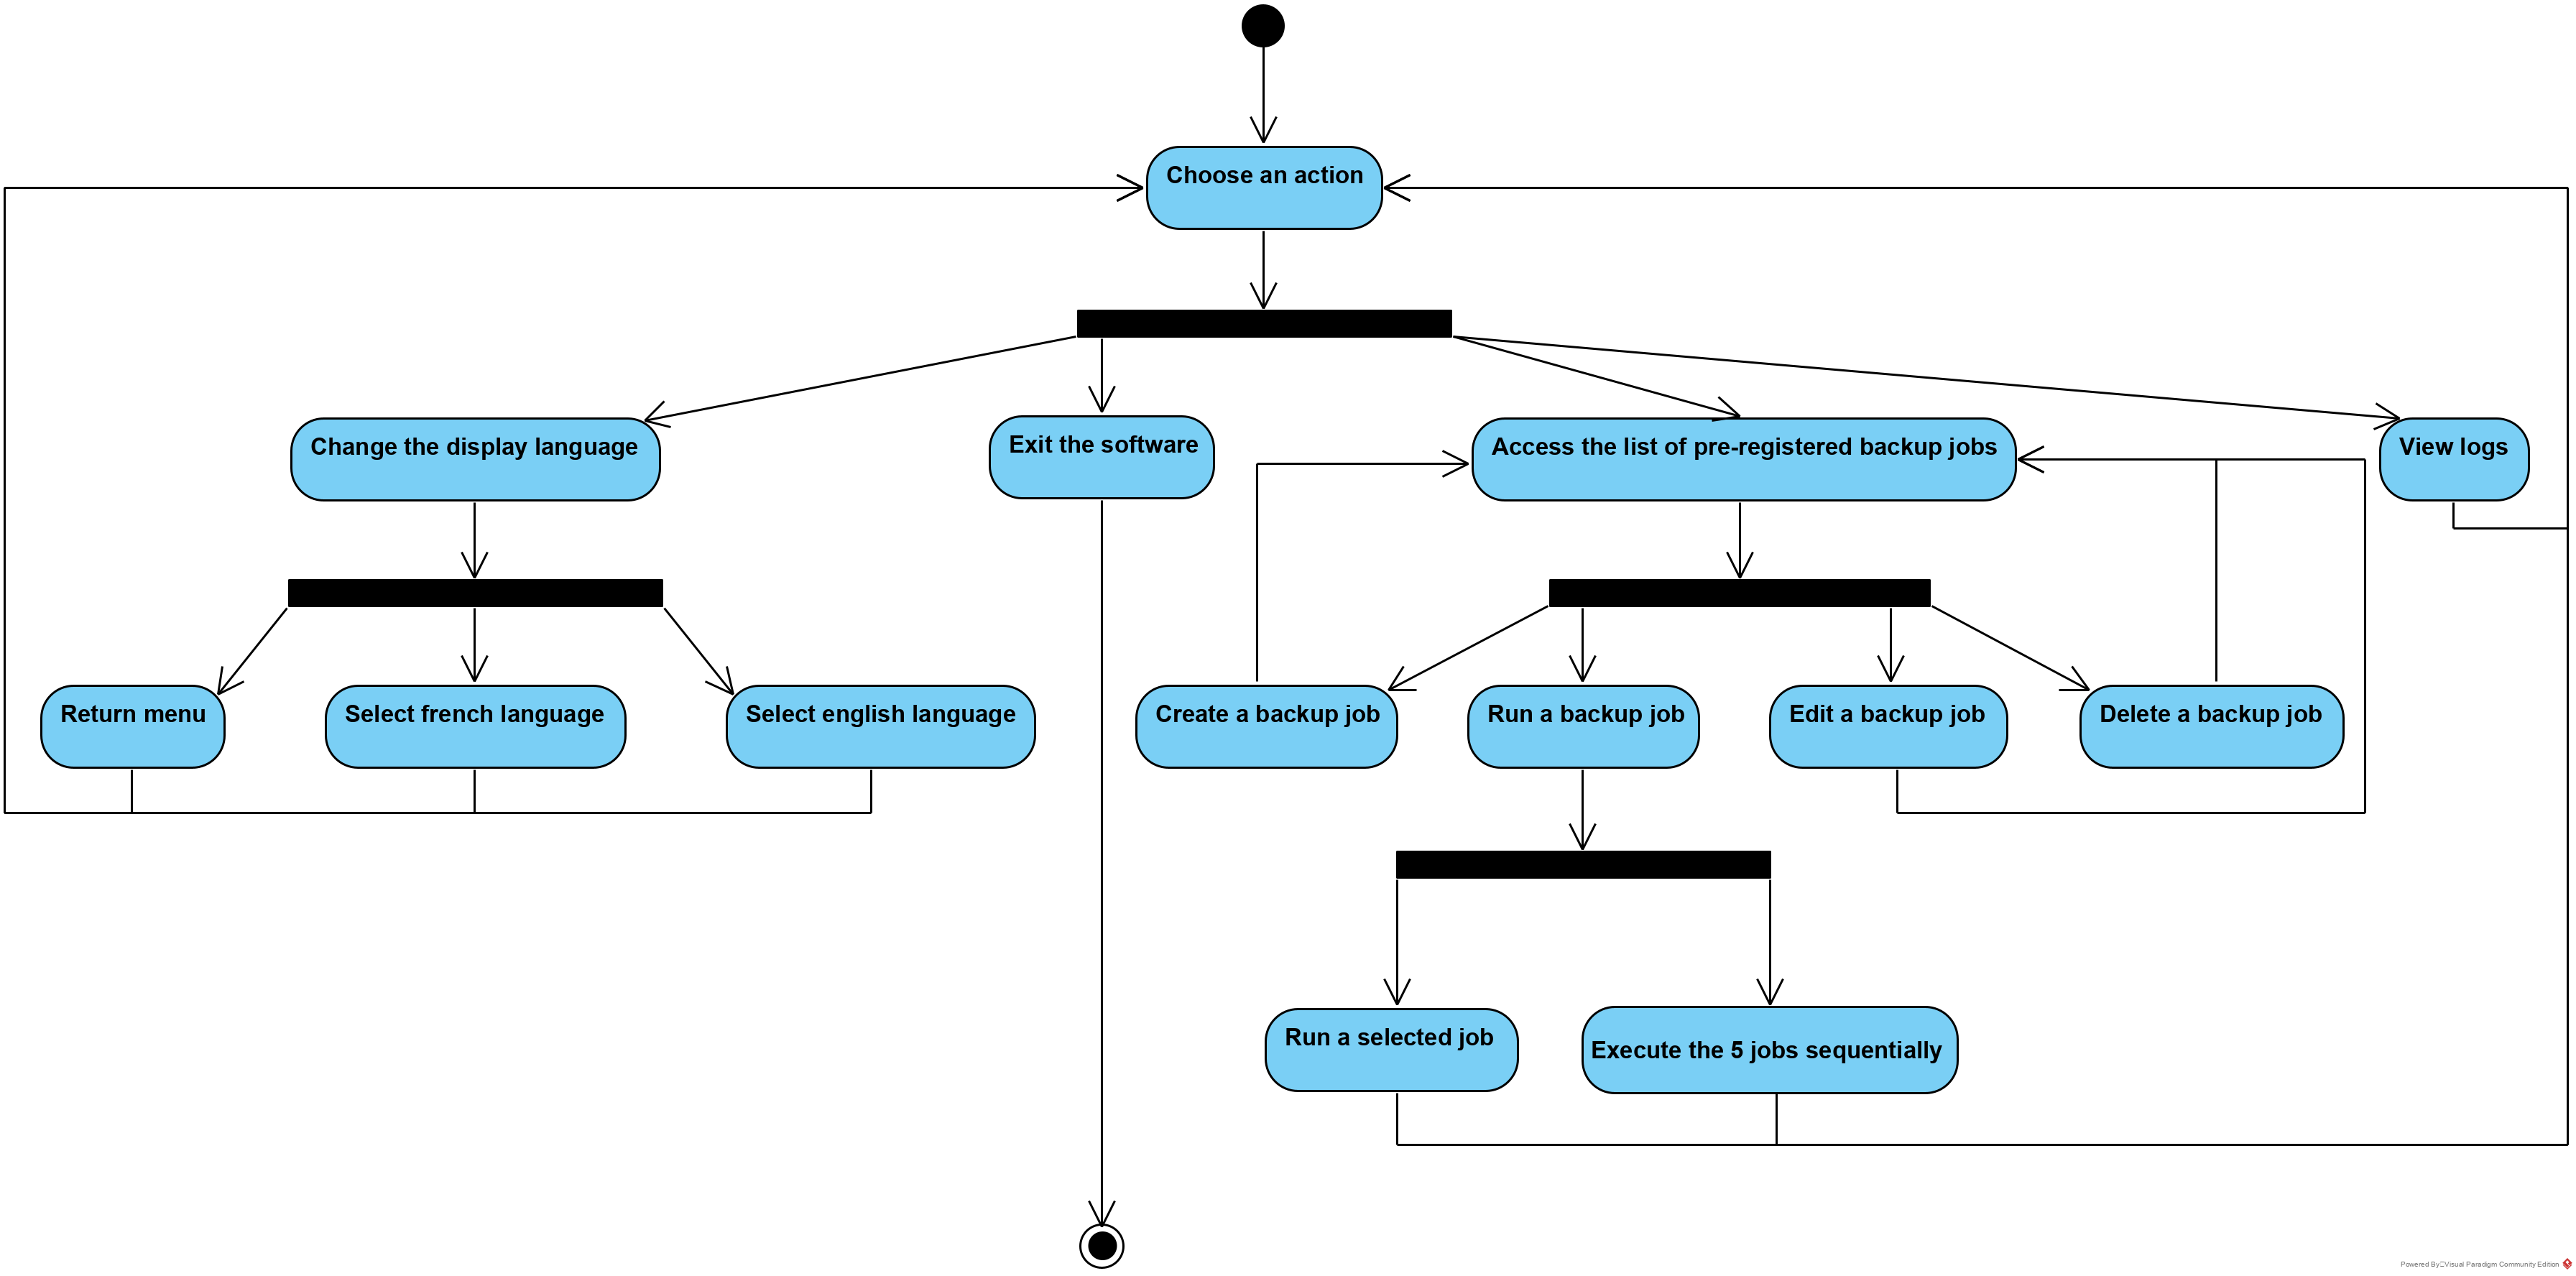 Choose an action
Change the display language
Exit the software
Access the list of pre-registered backup jobs
View logs
Return menu
Select french language
Select english language
Create a backup job
Run a backup job
Edit a backup job
Delete a backup job
Run a selected job
Execute the 5 jobs sequentially
Powered By Visual Paradigm Community Edition